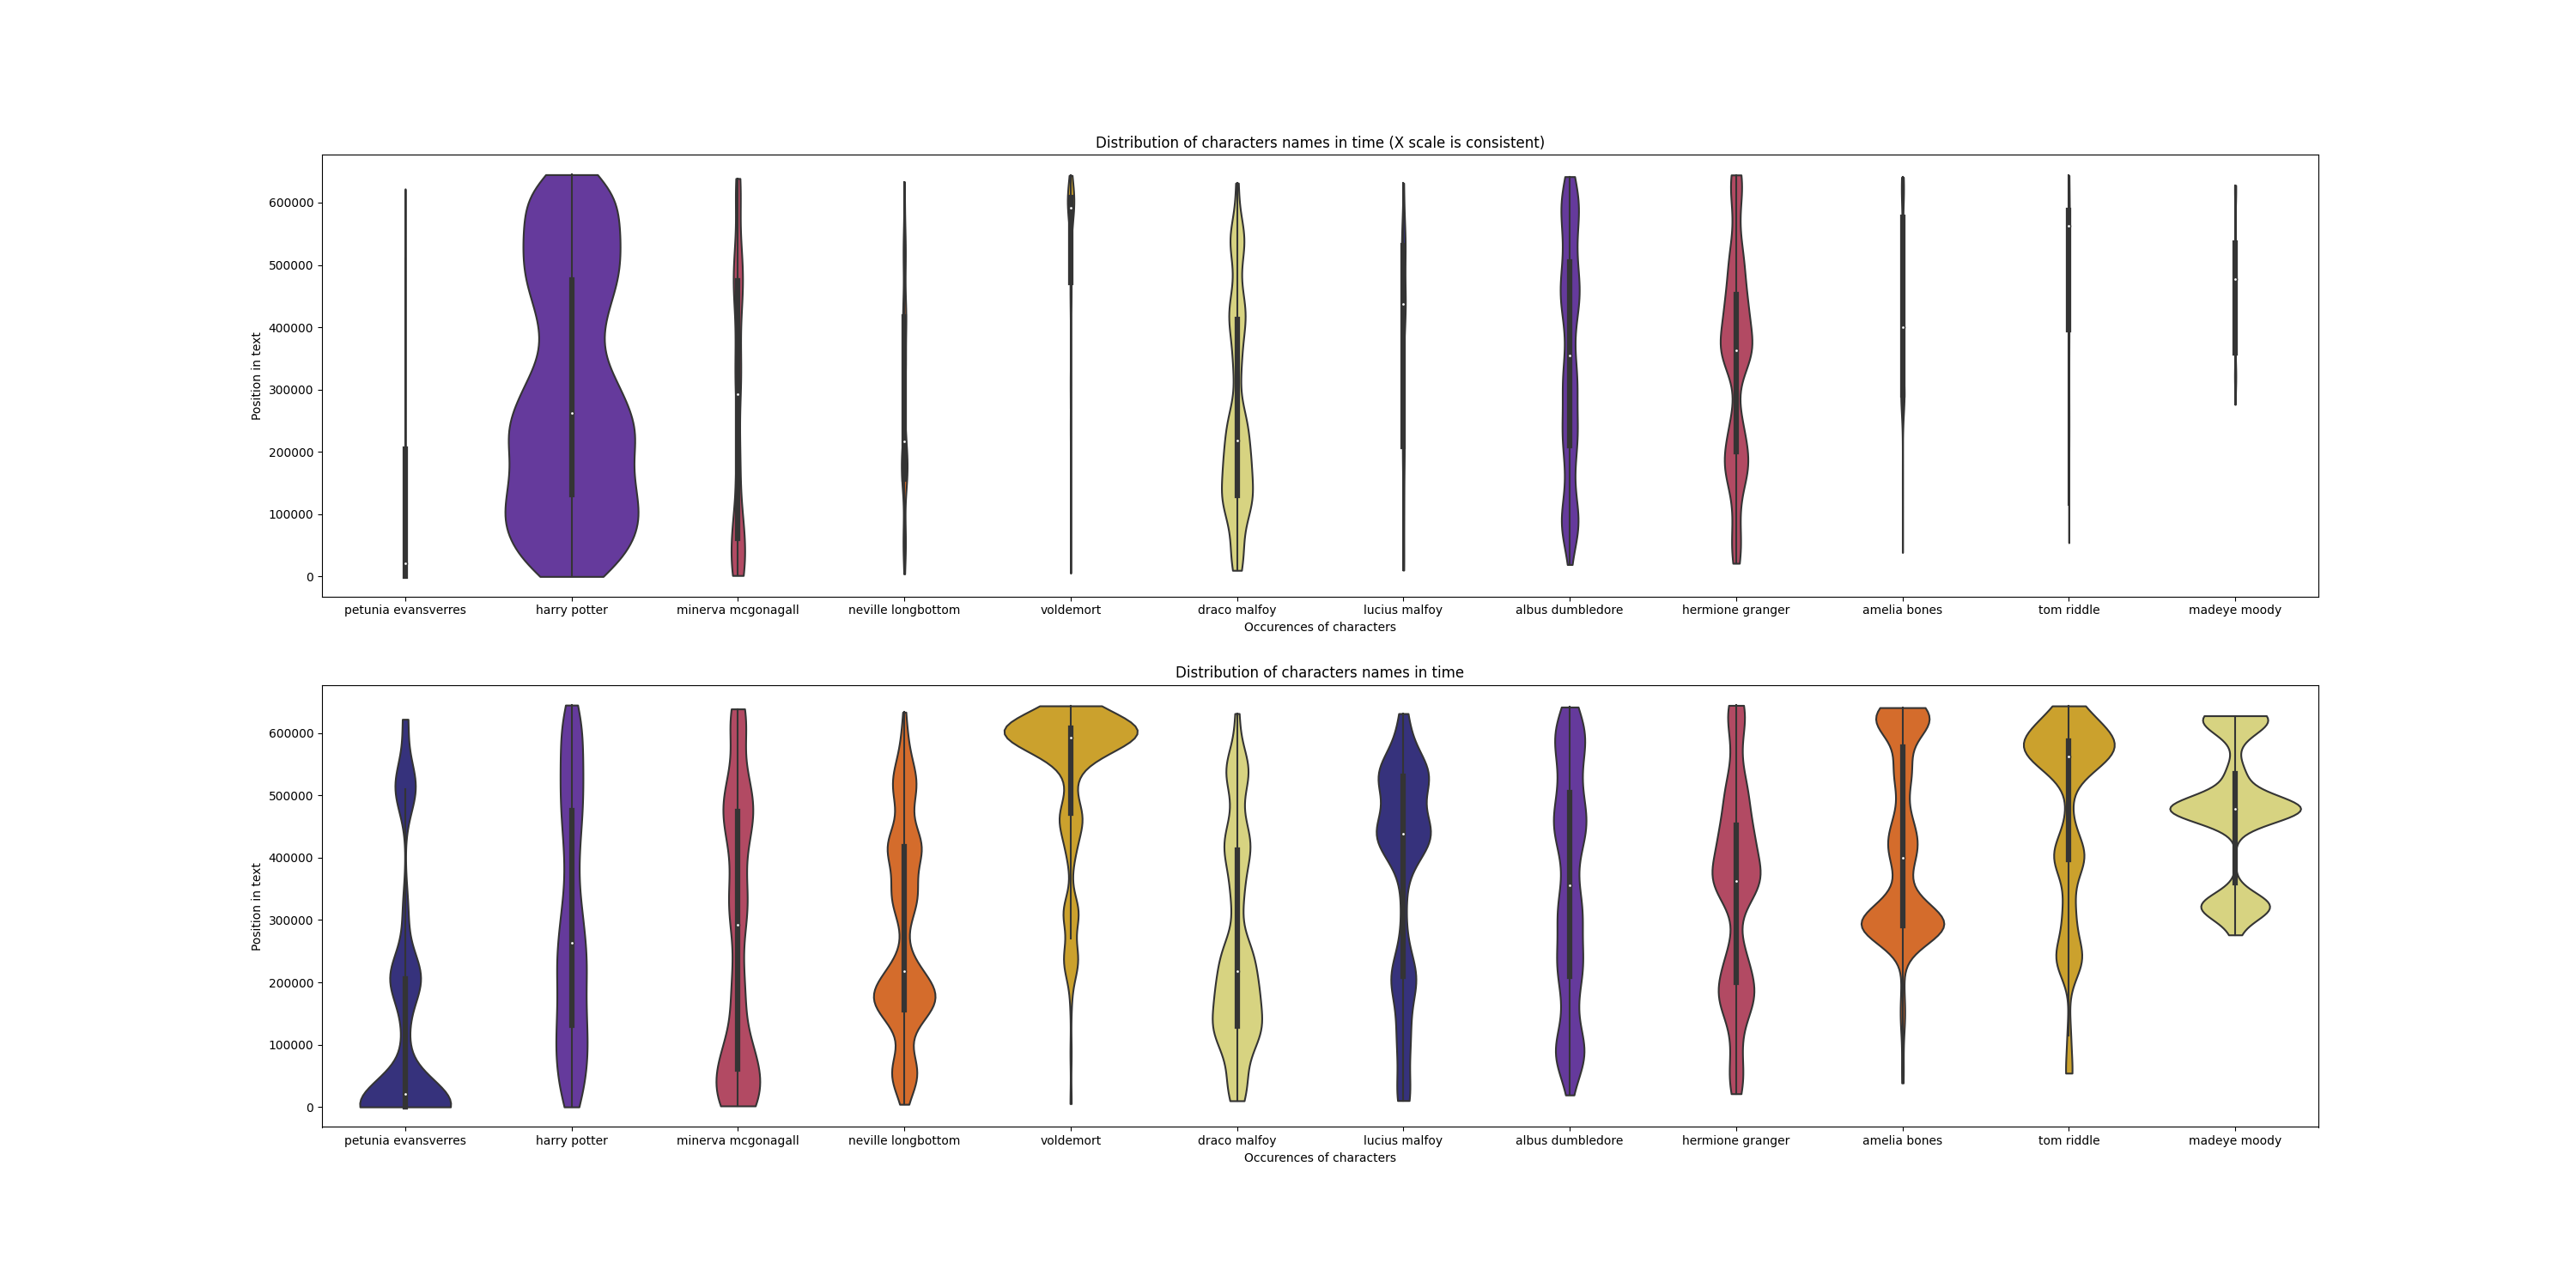 Distribution of characters names in time (X scale is consistent)
Position in text
600000
500000
400000
300000
200000
100000
0
petunia evansverres harry potter minerva mcgonagall neville longbottom voldemort draco malfoy lucius malfoy albus dumbledore hermione granger amelia bones tom riddle madeye moody
Occurences of characters
Distribution of characters names in time
Position in text
600000
500000
400000
300000
200000
100000
0
petunia evansverres harry potter minerva mcgonagall neville longbottom voldemort draco malfoy lucius malfoy albus dumbledore hermione granger amelia bones tom riddle madeye moody
Occurences of characters